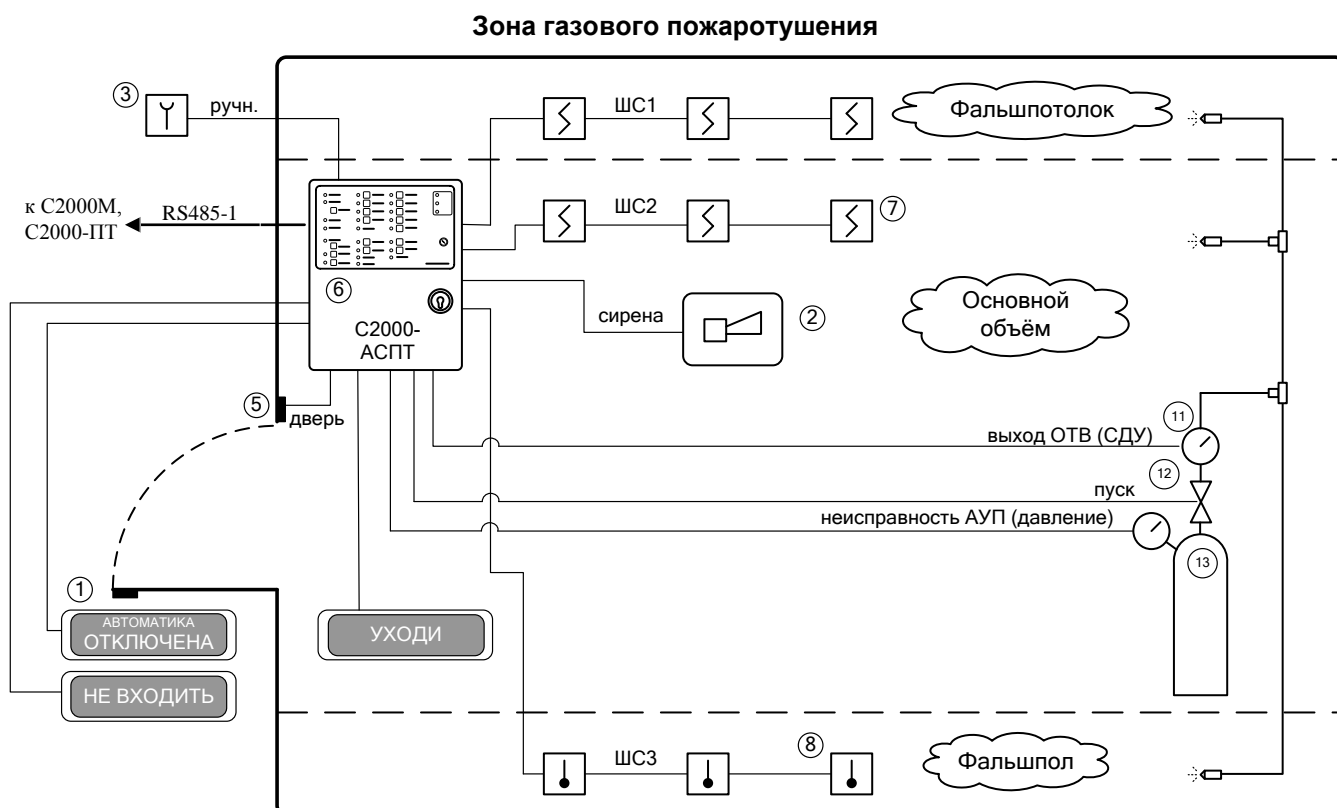 Зона газового пожаротушения
3
ручн.
ШС1
Фальшпотолок
к С2000М,
С2000-ПТ
RS485-1
ШС2
7
6
С2000-
АСПТ
сирена
2
Основной
объём
5
дверь
11
выход ОТВ (СДУ)
12
пуск
неисправность АУП (давление)
13
1
АВТОМАТИКА
ОТКЛЮЧЕНА
УХОДИ
НЕ ВХОДИТЬ
ШС3
8
Фальшпол